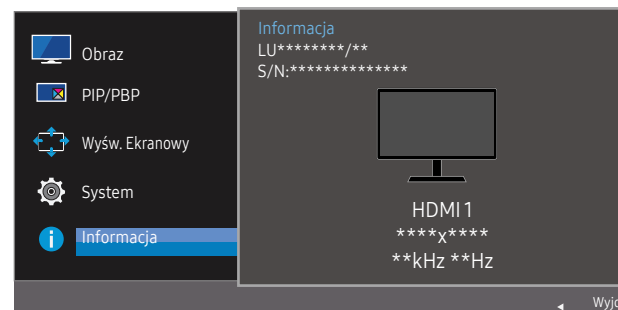 Obraz
PIP/PBP
Wyśw. Ekranowy
System
Informacja
Informacja
LU********/**
S/N:**************
HDMI 1
****x****
**kHz **Hz